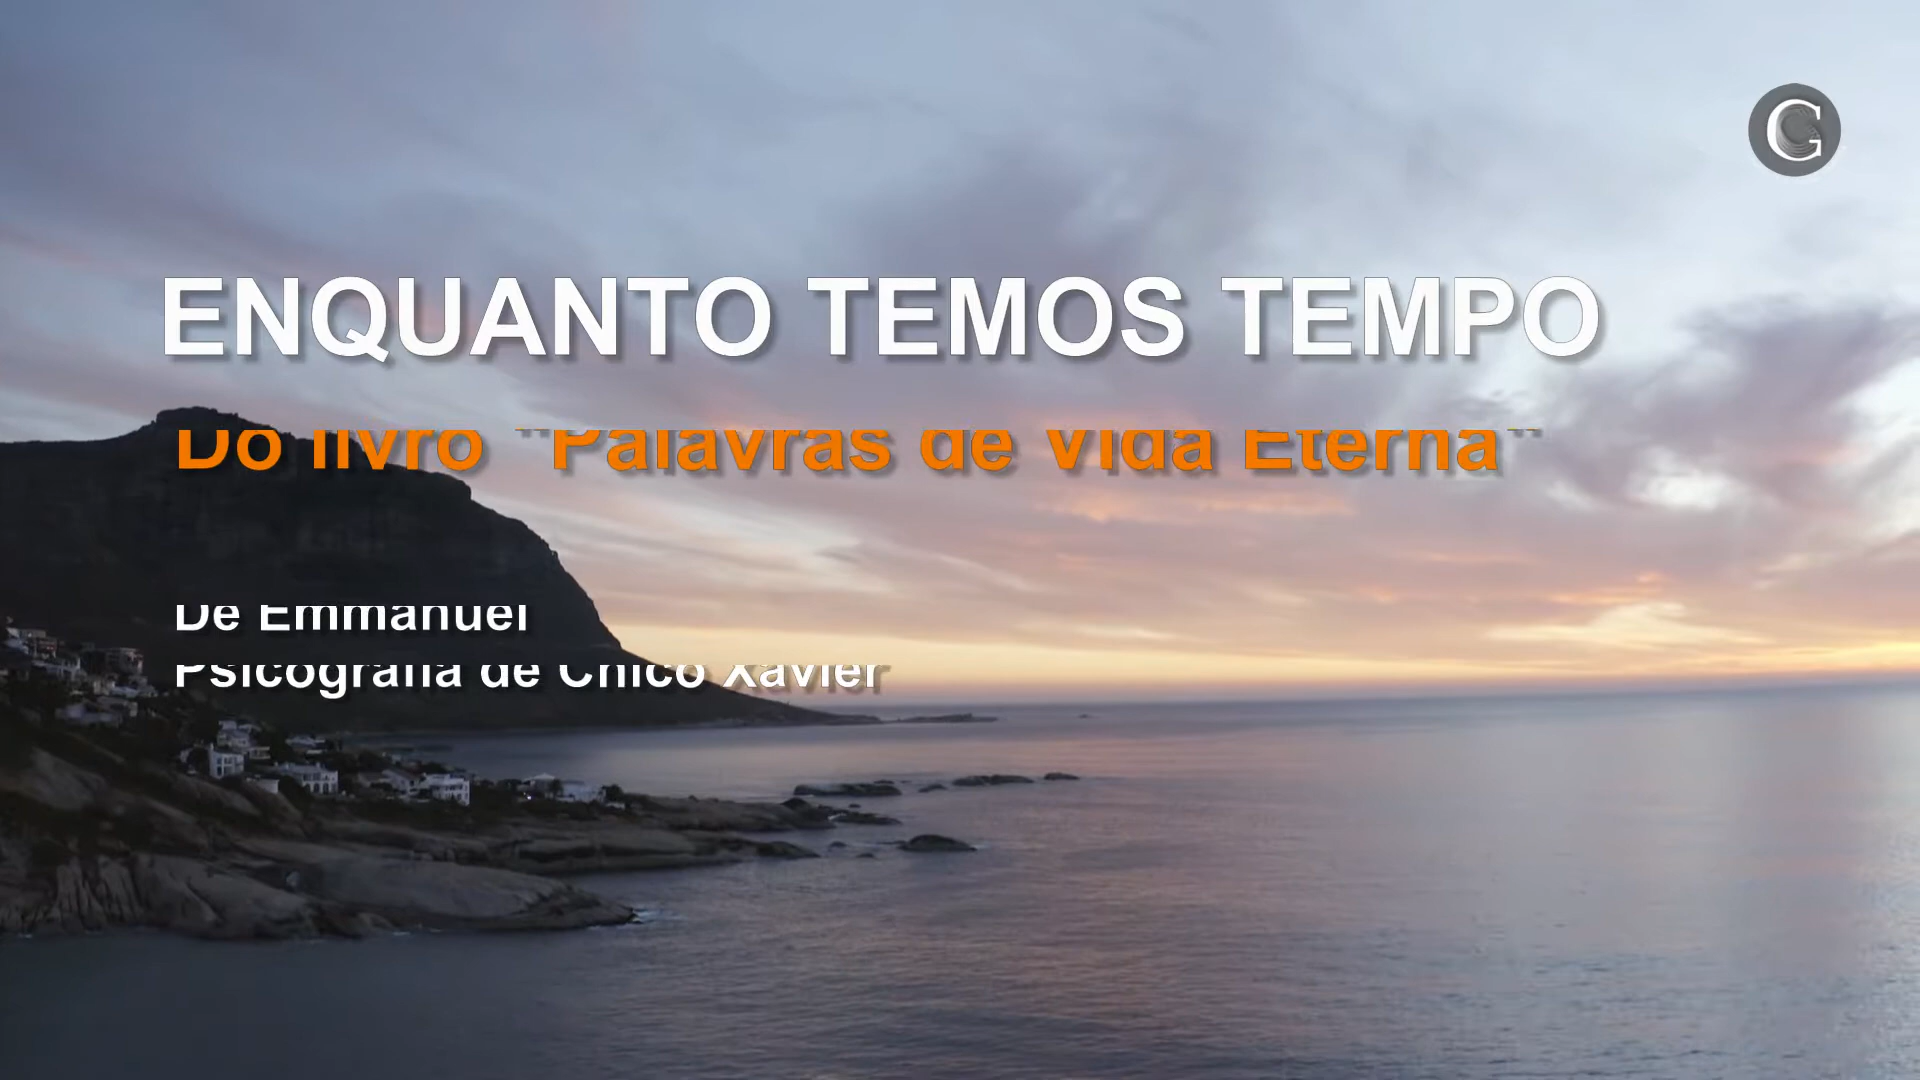 G
ENQUANTO TEMOS TEMPO
Do livro "Palavras de Vida Eterna"
De Emmanuel
Psicografia de Chico Xavier